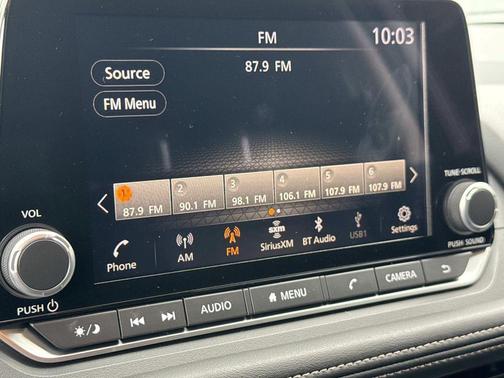 FM 10:03
Source
87.9 FM
FM Menu
1 2 3 4 5 6
87.9 FM 90.1 FM 98.1 FM 106.1 FM 107.9 FM 107.9 FM
TUNE·SCROLL
VOL
Phone AM FM sxm SiriusXM BT Audio USB1 Settings
PUSH
PUSH SOUND
AUDIO MENU CAMERA